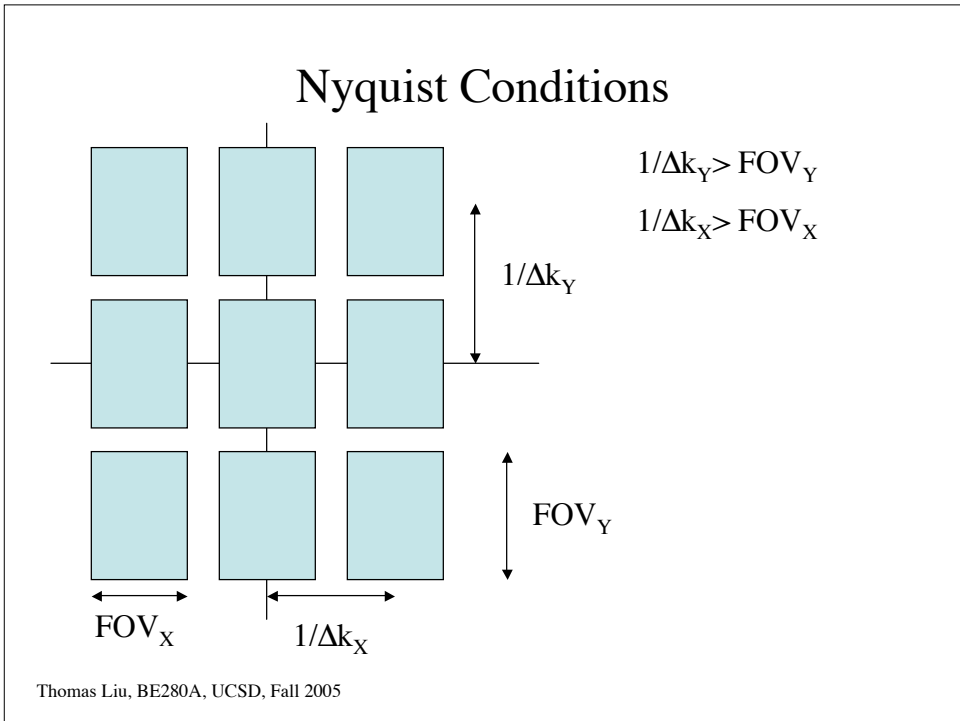 Nyquist Conditions
1/Δk_Y> FOV_Y
1/Δk_X> FOV_X
1/Δk_Y
FOV_Y
FOV_X
1/Δk_X
Thomas Liu, BE280A, UCSD, Fall 2005